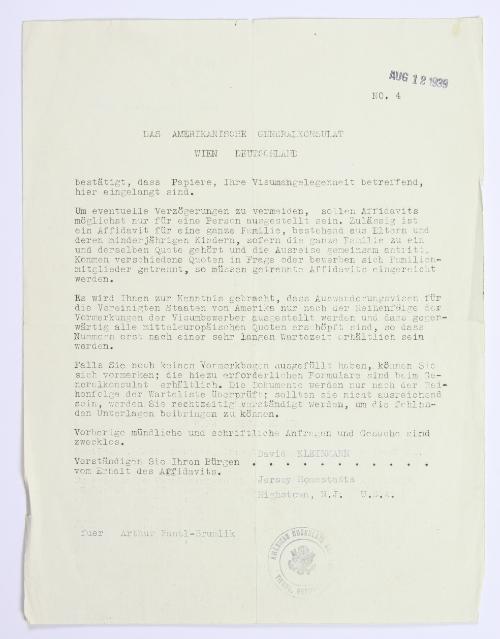 AUG 12 1939
NO. 4
DAS AMERIKANISCHE GENERALKONSULAT
WIEN DEUTSCHLAND
bestätigt, dass Papiere, Ihre Visumangelegenheit betreffend,
hier eingelangt sind.
Um eventuelle Verzögerungen zu vermeiden, sollen Affidavits
möglichst nur für eine Person ausgestellt sein. Zulässig ist
ein Affidavit für eine ganze Familie, bestehend aus Eltern und
deren minderjährigen Kindern, sofern die ganze Familie zu ein
und derselben Quote gehört und die Ausreise gemeinsam antritt.
Kommen verschiedene Quoten in Frage oder bewerben sich Familien-
mitglieder getrennt, so müssen getrennte Affidavits eingereicht
werden.
Es wird Ihnen zur Kenntnis gebracht, dass Auswanderungsvisen für
die Vereinigten Staaten von Amerika nur nach der Reihenfolge der
Vormerkungen der Visumbewerber ausgestellt werden und dass gegen-
wärtig alle mitteleuropäischen Quoten erschöpft sind, so dass
Nummern erst nach einer sehr langen Wartezeit erhältlich sein
werden.
Falls Sie noch keinen Vormerkbogen ausgefüllt haben, können Sie
sich vormerken; die hiezu erforderlichen Formulare sind beim Ge-
neralkonsulat erhältlich. Die Dokumente werden nur nach der Rei-
henfolge der Warteliste überprüft; sollten sie nicht ausreichend
sein, werden Sie rechtzeitig verständigt werden, um die fehlen-
den Unterlagen beibringen zu können.
Vorherige mündliche und schriftliche Anfragen und Gesuche sind
zwecklos.
David KLEINMANN
Verständigen Sie Ihren Bürgen . . . . . . . . . . .
vom Erhalt des Affidavits.
Jersey Homesteads
Highstown, N.J. U.S.A.
fuer Arthur Fantl-Brumlik